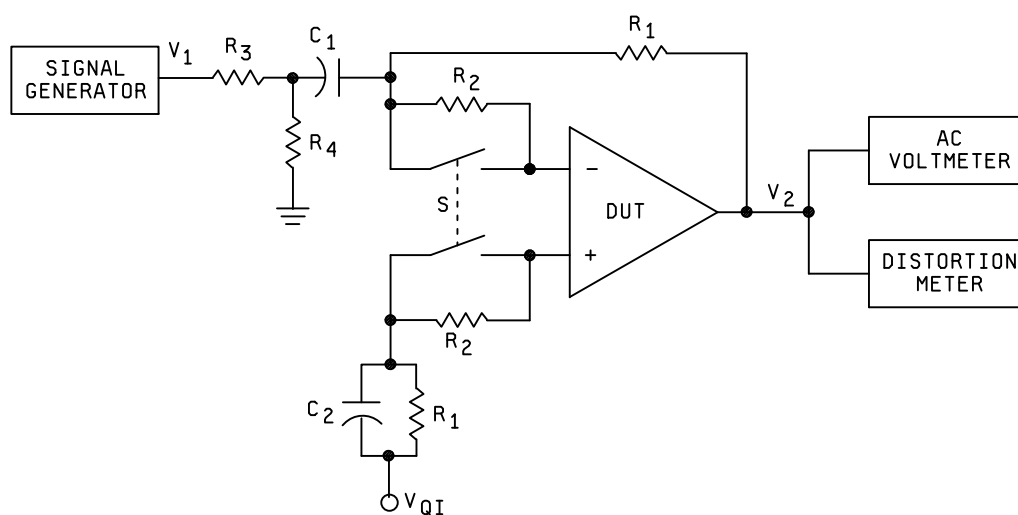 SIGNAL
GENERATOR
V1
R3
C1
R4
R1
R2
S
DUT
−
+
V2
AC
VOLTMETER
DISTORTION
METER
R2
C2
R1
VQI